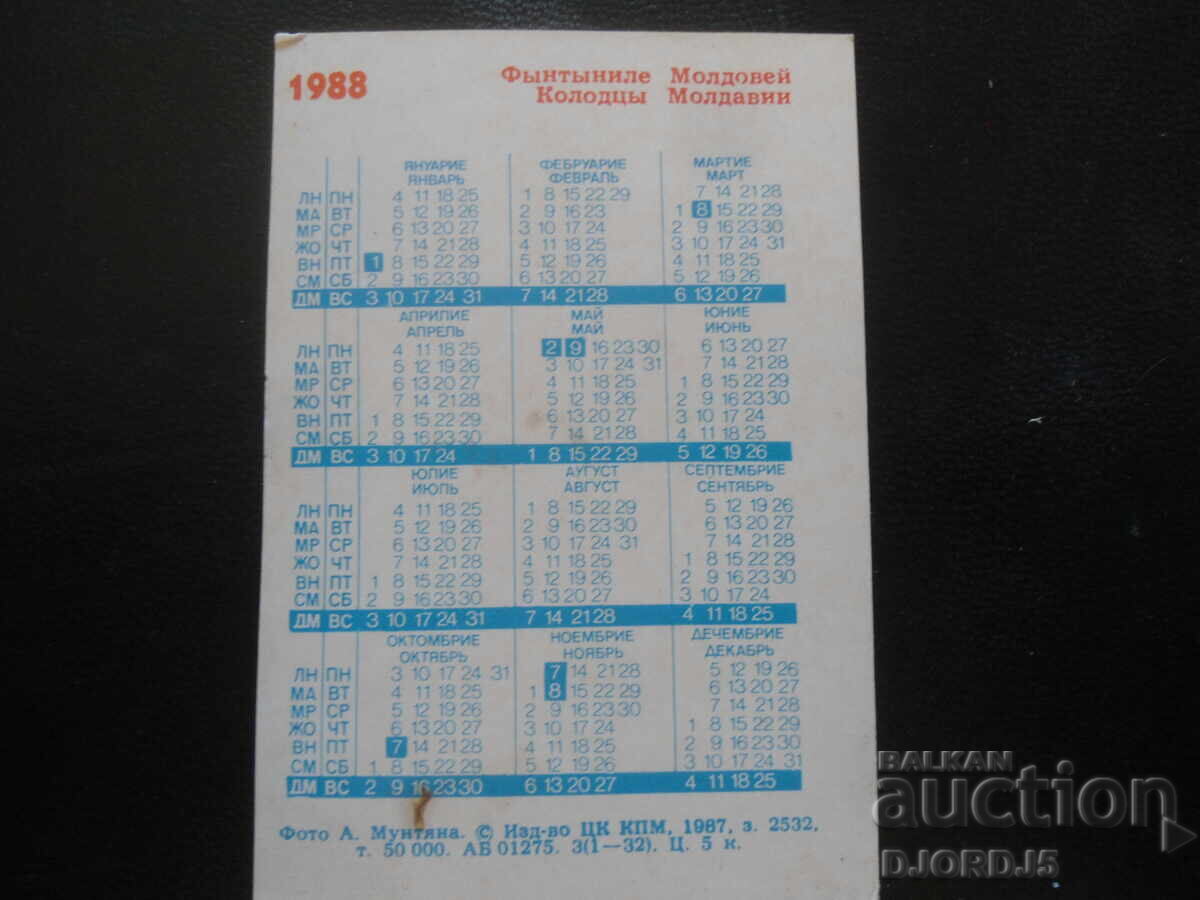 1988 Фынтыниле Молдовей
Колодцы Молдавии
ЯНУАРИЕ ФЕБРУАРИЕ МАРТИЕ
ЯНВАРЬ ФЕВРАЛЬ МАРТ
ЛН ПН 4 11 18 25 1 8 15 22 29 7 14 21 28
МА ВТ 5 12 19 26 2 9 16 23 1 8 15 22 29
МР СР 6 13 20 27 3 10 17 24 2 9 16 23 30
ЖО ЧТ 7 14 21 28 4 11 18 25 3 10 17 24 31
ВН ПТ 1 8 15 22 29 5 12 19 26 4 11 18 25
СМ СБ 2 9 16 23 30 6 13 20 27 5 12 19 26
ДМ ВС 3 10 17 24 31 7 14 21 28 6 13 20 27
АПРИЛИЕ МАЙ ЮНИЕ
АПРЕЛЬ МАЙ ИЮНЬ
ЛН ПН 4 11 18 25 2 9 16 23 30 6 13 20 27
МА ВТ 5 12 19 26 3 10 17 24 31 7 14 21 28
МР СР 6 13 20 27 4 11 18 25 1 8 15 22 29
ЖО ЧТ 7 14 21 28 5 12 19 26 2 9 16 23 30
ВН ПТ 1 8 15 22 29 6 13 20 27 3 10 17 24
СМ СБ 2 9 16 23 30 7 14 21 28 4 11 18 25
ДМ ВС 3 10 17 24 1 8 15 22 29 5 12 19 26
ЮЛИЕ АУГУСТ СЕПТЕМБРИЕ
ИЮЛЬ АВГУСТ СЕНТЯБРЬ
ЛН ПН 4 11 18 25 1 8 15 22 29 5 12 19 26
МА ВТ 5 12 19 26 2 9 16 23 30 6 13 20 27
МР СР 6 13 20 27 3 10 17 24 31 7 14 21 28
ЖО ЧТ 7 14 21 28 4 11 18 25 1 8 15 22 29
ВН ПТ 1 8 15 22 29 5 12 19 26 2 9 16 23 30
СМ СБ 2 9 16 23 30 6 13 20 27 3 10 17 24
ДМ ВС 3 10 17 24 31 7 14 21 28 4 11 18 25
ОКТОМБРИЕ НОЕМБРИЕ ДЕЧЕМБРИЕ
ОКТЯБРЬ НОЯБРЬ ДЕКАБРЬ
ЛН ПН 3 10 17 24 31 7 14 21 28 5 12 19 26
МА ВТ 4 11 18 25 1 8 15 22 29 6 13 20 27
МР СР 5 12 19 26 2 9 16 23 30 7 14 21 28
ЖО ЧТ 6 13 20 27 3 10 17 24 1 8 15 22 29
ВН ПТ 7 14 21 28 4 11 18 25 2 9 16 23 30
СМ СБ 1 8 15 22 29 5 12 19 26 3 10 17 24 31
ДМ ВС 2 9 16 23 30 6 13 20 27 4 11 18 25
Фото А. Мунтяна. © Изд-во ЦК КПМ, 1987, з. 2532,
т. 50 000. АБ 01275. 3(1—32). Ц. 5 к.
BALKAN
auction
DJORDJ5